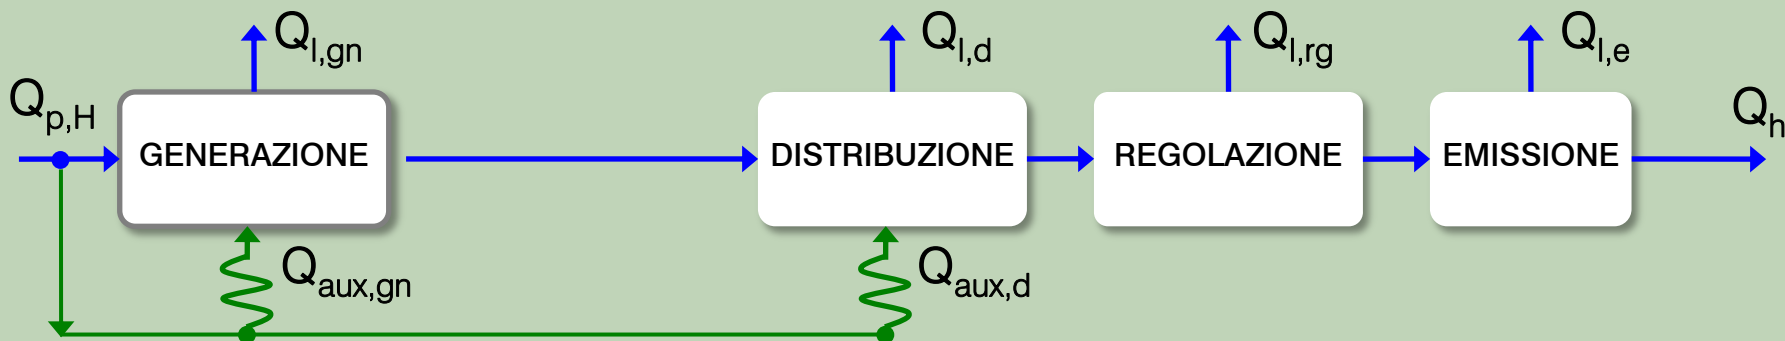 Q_l,gn
Q_l,d
Q_l,rg
Q_l,e
Q_p,H
Q_h
GENERAZIONE
DISTRIBUZIONE
REGOLAZIONE
EMISSIONE
Q_aux,gn
Q_aux,d